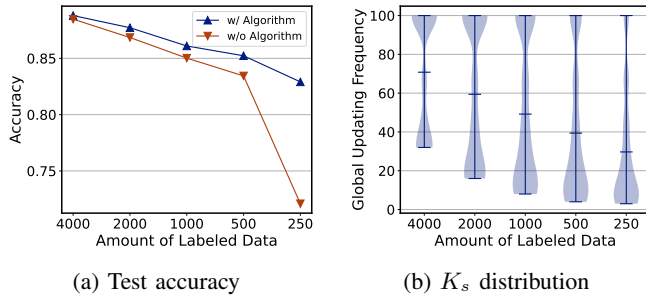 w/ Algorithm
w/o Algorithm
Accuracy
0.85
0.80
0.75
4000 2000 1000 500 250
Amount of Labeled Data
(a) Test accuracy
Global Updating Frequency
100
80
60
40
20
0
4000 2000 1000 500 250
Amount of Labeled Data
(b) $K_s$ distribution